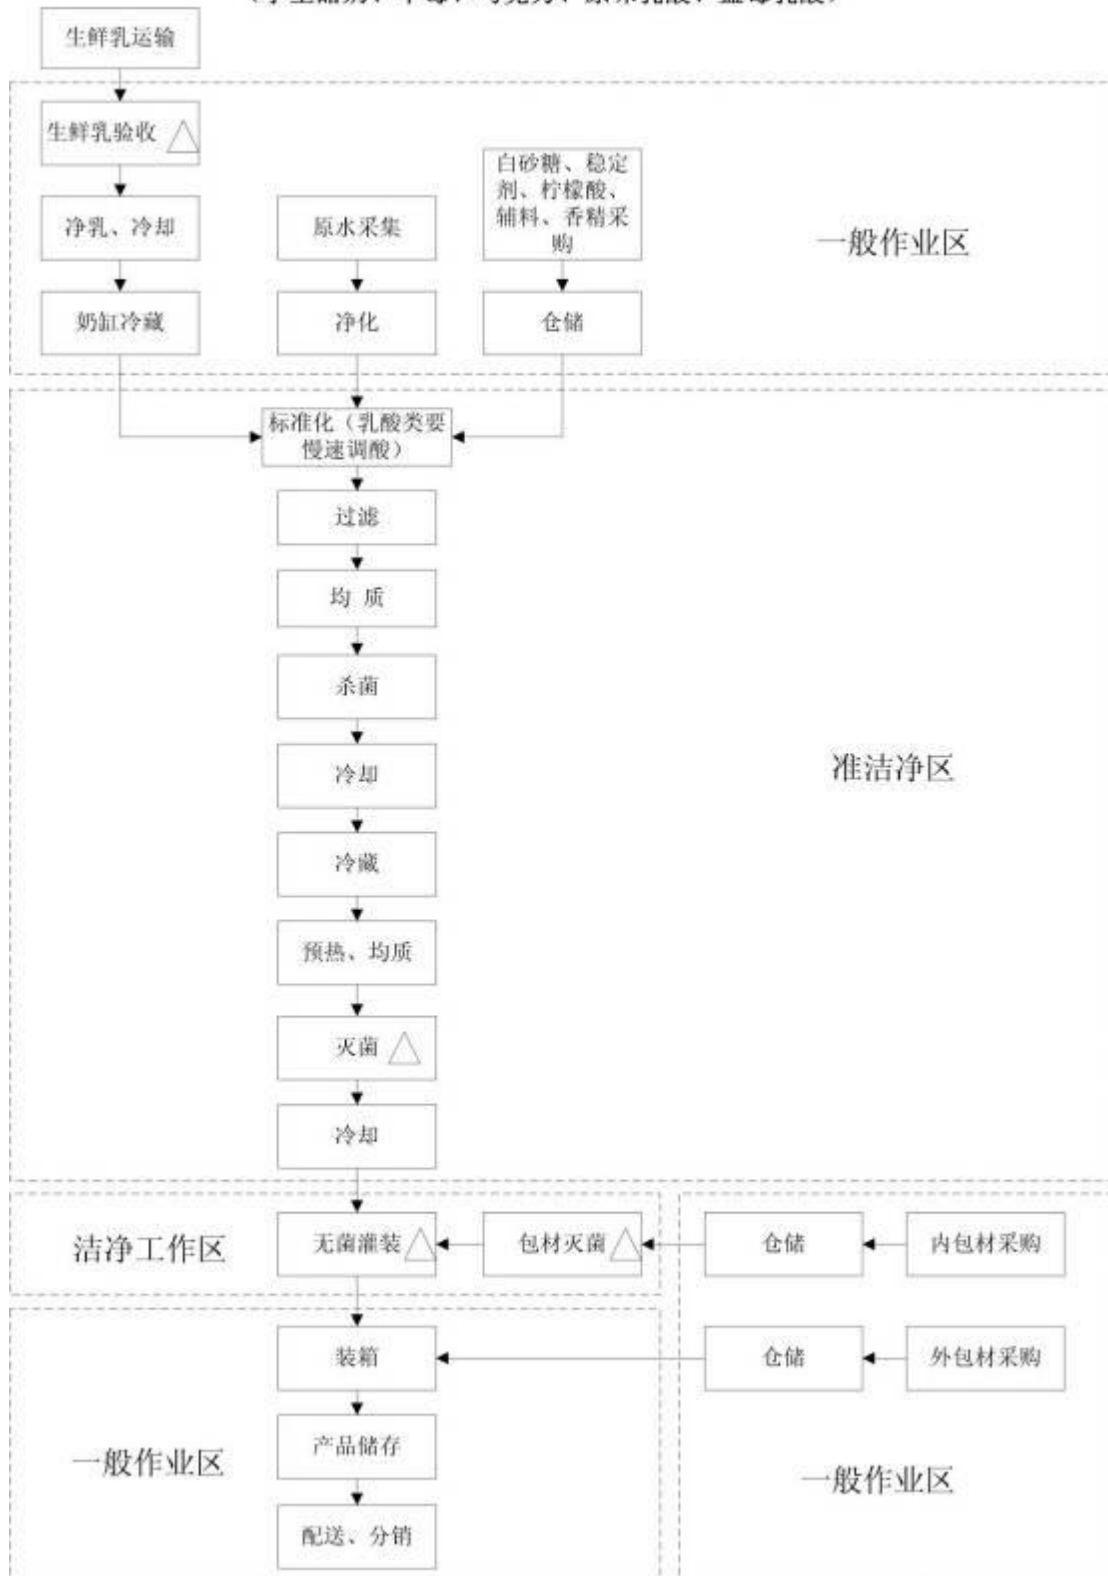 生鲜乳运输
生鲜乳验收
净乳、冷却
奶缸冷藏
原水采集
净化
白砂糖、稳定
剂、柠檬酸、
辅料、香精采
购
仓储
一般作业区
标准化（乳酸类要
慢速调酸）
过滤
均 质
杀菌
冷却
冷藏
预热、均质
灭菌
冷却
准洁净区
洁净工作区
无菌灌装
包材灭菌
仓储
内包材采购
装箱
仓储
外包材采购
产品储存
配送、分销
一般作业区
一般作业区